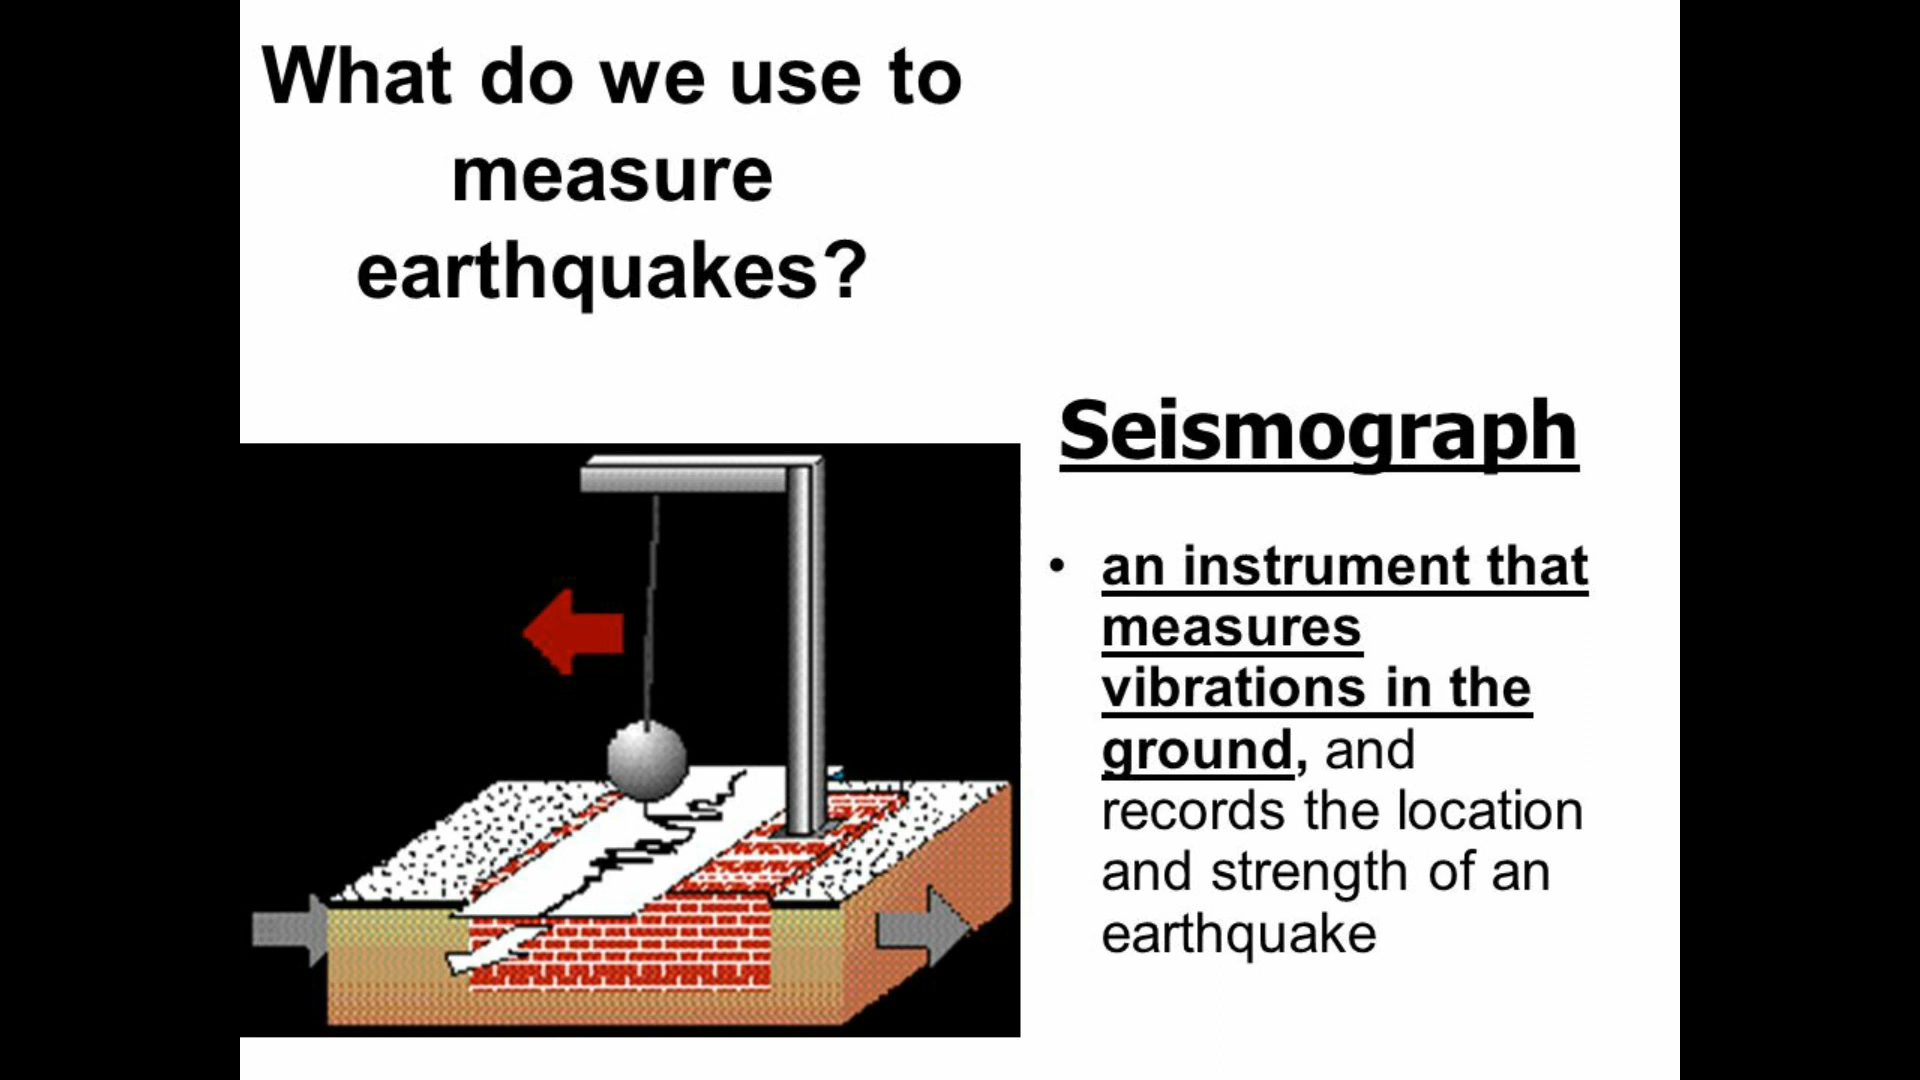 What do we use to
measure
earthquakes?
Seismograph
• an instrument that
measures
vibrations in the
ground, and
records the location
and strength of an
earthquake